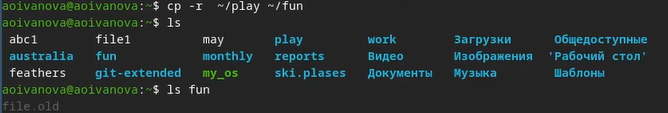 aoivanova@aoivanova:~$ cp -r  ~/play ~/fun
aoivanova@aoivanova:~$ ls
abc1 file1 may play work Загрузки Общедоступные
australia fun monthly reports Видео Изображения 'Рабочий стол'
feathers git-extended my_os ski.plases Документы Музыка Шаблоны
aoivanova@aoivanova:~$ ls fun
file.old